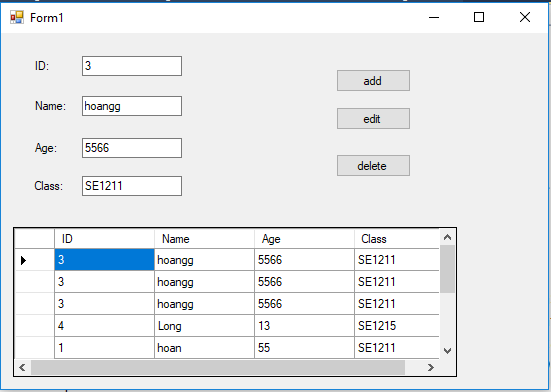 Form1
ID: 3
add
Name: hoangg
edit
Age: 5566
delete
Class: SE1211
ID Name Age Class
3 hoangg 5566 SE1211
3 hoangg 5566 SE1211
3 hoangg 5566 SE1211
4 Long 13 SE1215
1 hoan 55 SE1211